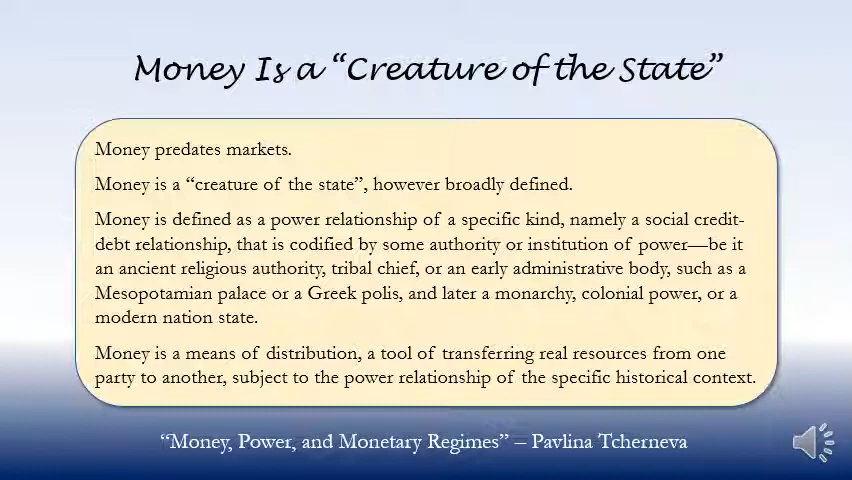 Money Is a “Creature of the State”
Money predates markets.
Money is a “creature of the state”, however broadly defined.
Money is defined as a power relationship of a specific kind, namely a social credit-
debt relationship, that is codified by some authority or institution of power—be it
an ancient religious authority, tribal chief, or an early administrative body, such as a
Mesopotamian palace or a Greek polis, and later a monarchy, colonial power, or a
modern nation state.
Money is a means of distribution, a tool of transferring real resources from one
party to another, subject to the power relationship of the specific historical context.
“Money, Power, and Monetary Regimes” – Pavlina Tcherneva